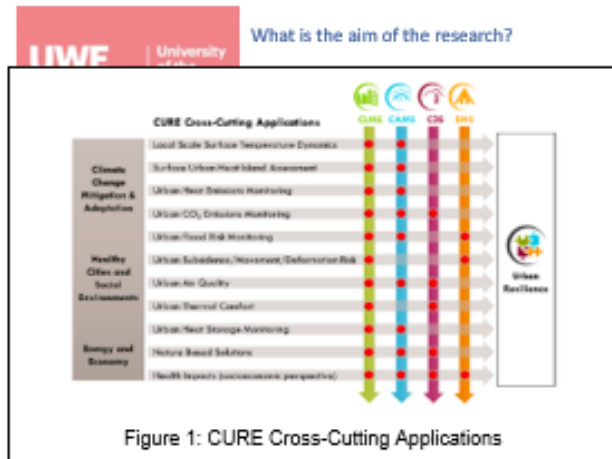 What is the aim of the research?
UWE
University
of the
CURE Cross-Cutting Applications
CLMS
CAMS
C3S
EMS
Climate
Change
Mitigation &
Adaptation
Healthy
Cities and
Social
Environments
Energy and
Economy
Local Scale Surface Temperature Dynamics
Surface Urban Heat Island Assessment
Urban Heat Emissions Monitoring
Urban CO₂ Emissions Monitoring
Urban Flood Risk Monitoring
Urban Subsidence/Movement/Deformation Risk
Urban Air Quality
Urban Thermal Comfort
Urban Heat Storage Monitoring
Nature Based Solutions
Health Impacts (socioeconomic perspective)
Urban
Resilience
Figure 1: CURE Cross-Cutting Applications